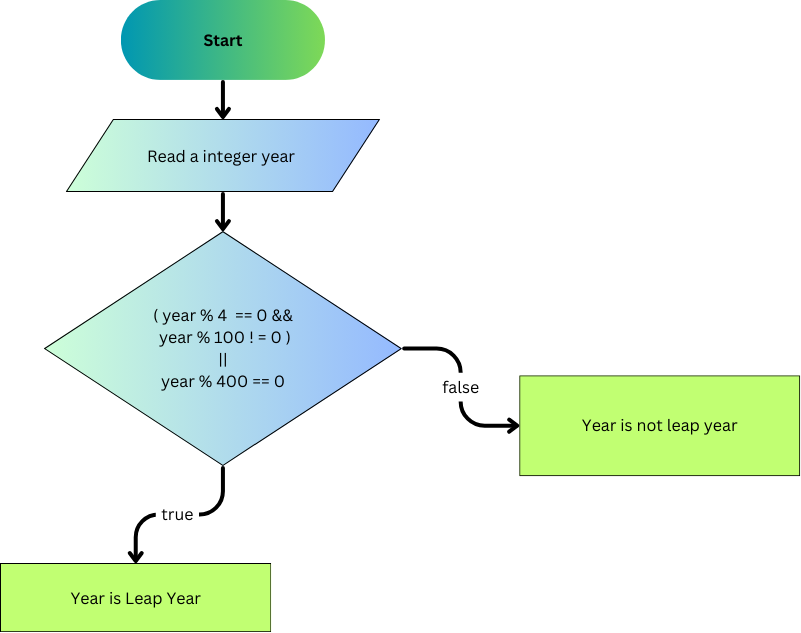 Start
Read a integer year
( year % 4 == 0 &&
year % 100 ! = 0 )
||
year % 400 == 0
false
Year is not leap year
true
Year is Leap Year